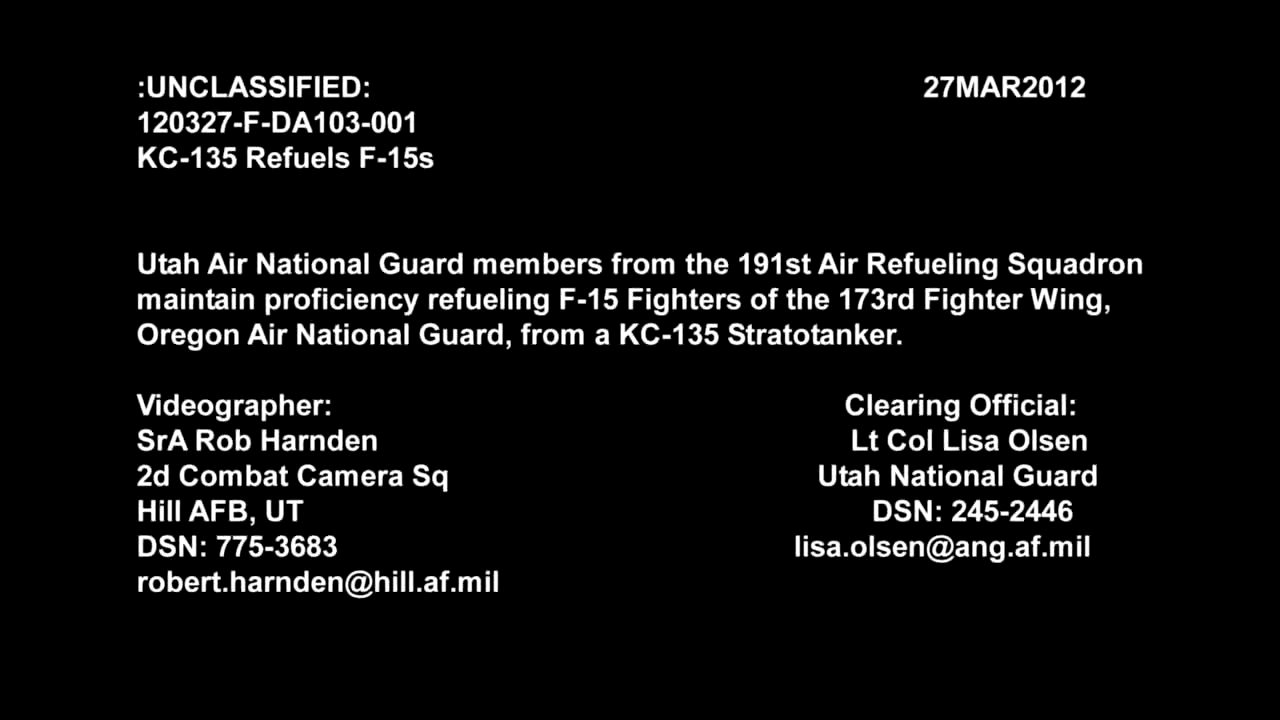 :UNCLASSIFIED: 27MAR2012
120327-F-DA103-001
KC-135 Refuels F-15s
Utah Air National Guard members from the 191st Air Refueling Squadron
maintain proficiency refueling F-15 Fighters of the 173rd Fighter Wing,
Oregon Air National Guard, from a KC-135 Stratotanker.
Videographer:
SrA Rob Harnden
2d Combat Camera Sq
Hill AFB, UT
DSN: 775-3683
robert.harnden@hill.af.mil
Clearing Official:
Lt Col Lisa Olsen
Utah National Guard
DSN: 245-2446
lisa.olsen@ang.af.mil